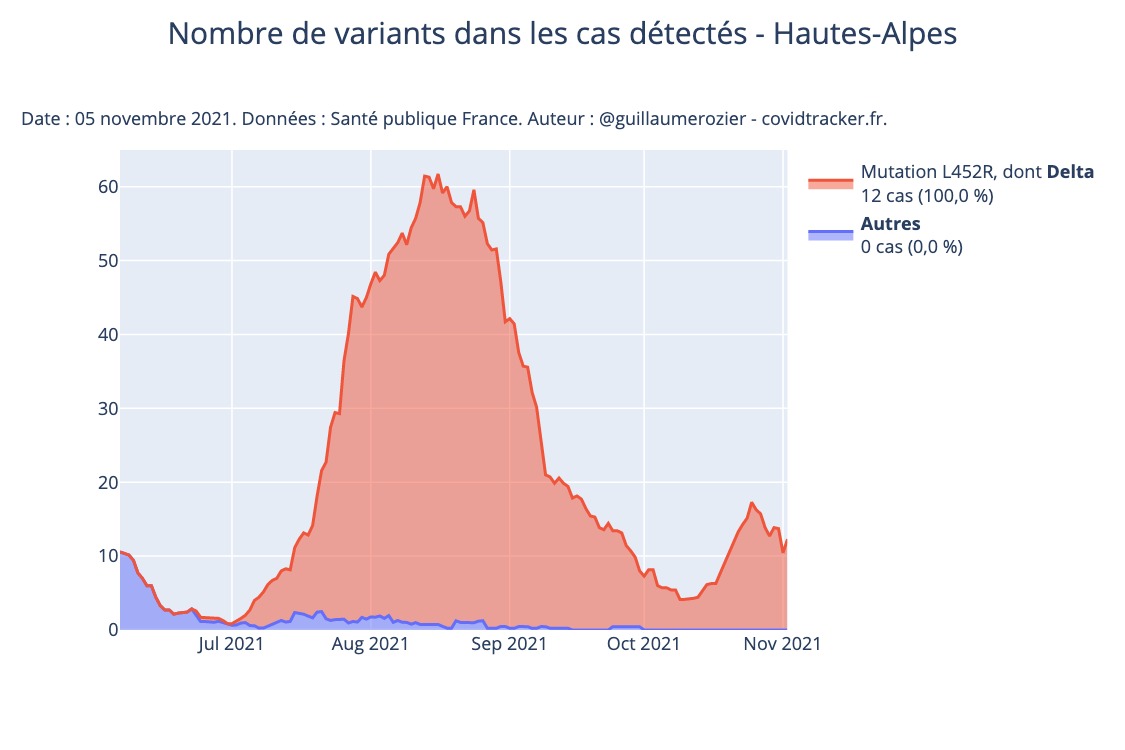 Nombre de variants dans les cas détectés - Hautes-Alpes
Date : 05 novembre 2021. Données : Santé publique France. Auteur : @guillaumerozier - covidtracker.fr.
Mutation L452R, dont Delta
12 cas (100,0 %)
Autres
0 cas (0,0 %)
60
50
40
30
20
10
0
Jul 2021 Aug 2021 Sep 2021 Oct 2021 Nov 2021